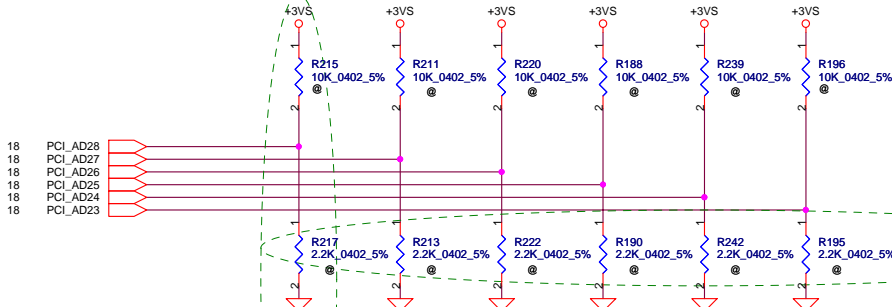 +3VS +3VS +3VS +3VS +3VS +3VS
1 1 1 1 1 1
R215 R211 R220 R188 R239 R196
10K_0402_5% 10K_0402_5% 10K_0402_5% 10K_0402_5% 10K_0402_5% 10K_0402_5%
@ @ @ @ @ @
2 2 2 2 2 2
18 PCI_AD28
18 PCI_AD27
18 PCI_AD26
18 PCI_AD25
18 PCI_AD24
18 PCI_AD23
1 1 1 1 1 1
R217 R213 R222 R190 R242 R195
2.2K_0402_5% 2.2K_0402_5% 2.2K_0402_5% 2.2K_0402_5% 2.2K_0402_5% 2.2K_0402_5%
@ @ @ @ @ @
2 2 2 2 2 2